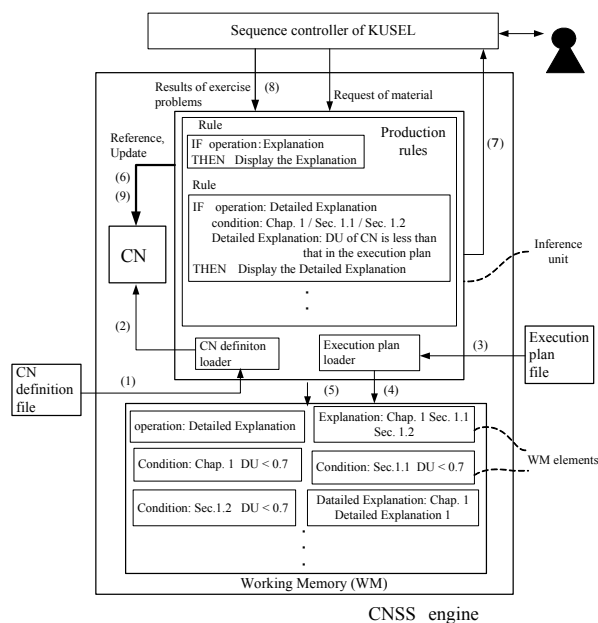 Sequence controller of KUSEL
(8)
Results of exercise
problems
Request of material
(7)
Reference,
Update
(6)
(9)
CN
Rule
Production
rules
IF operation: Explanation
THEN Display the Explanation
Rule
IF operation: Detailed Explanation
condition: Chap. 1 / Sec. 1.1 / Sec. 1.2
Detailed Explanation: DU of CN is less than
that in the execution plan
THEN Display the Detailed Explanation
.
.
Inference
unit
(2)
CN definiton
loader
Execution plan
loader
(3)
Execution
plan
file
CN
definition
file
(1)
(5)
(4)
operation: Detailed Explanation
Explanation: Chap. 1 Sec. 1.1
Sec. 1.2
Condition: Chap. 1 DU < 0.7
Condition: Sec.1.1 DU < 0.7
WM elements
Condition: Sec.1.2 DU < 0.7
Datailed Explanation: Chap. 1
Detailed Explanation 1
.
.
.
Working Memory (WM)
CNSS engine